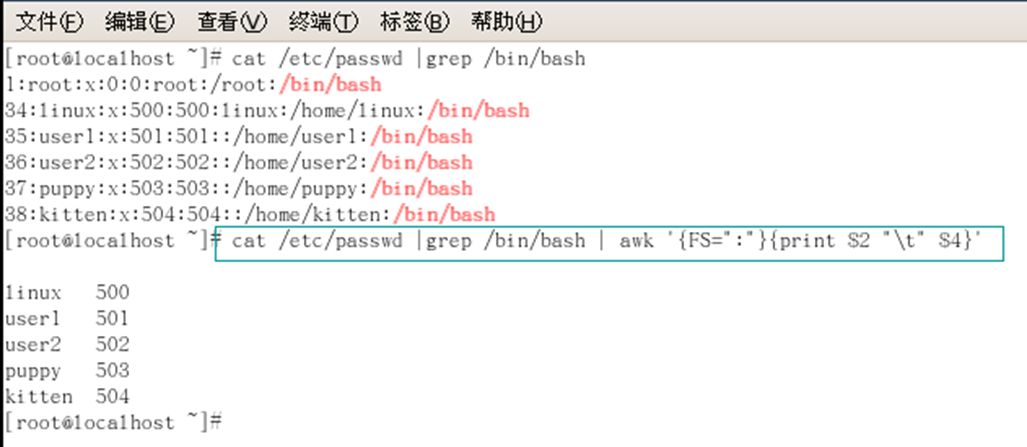 文件(F) 编辑(E) 查看(V) 终端(T) 标签(B) 帮助(H)
[root@localhost ~]# cat /etc/passwd |grep /bin/bash
1:root:x:0:0:root:/root:/bin/bash
34:linux:x:500:500:linux:/home/linux:/bin/bash
35:user1:x:501:501::/home/user1:/bin/bash
36:user2:x:502:502::/home/user2:/bin/bash
37:puppy:x:503:503::/home/puppy:/bin/bash
38:kitten:x:504:504::/home/kitten:/bin/bash
[root@localhost ~]# cat /etc/passwd |grep /bin/bash | awk '{FS=":"}{print $2 "\t" $4}'
linux 500
user1 501
user2 502
puppy 503
kitten 504
[root@localhost ~]#